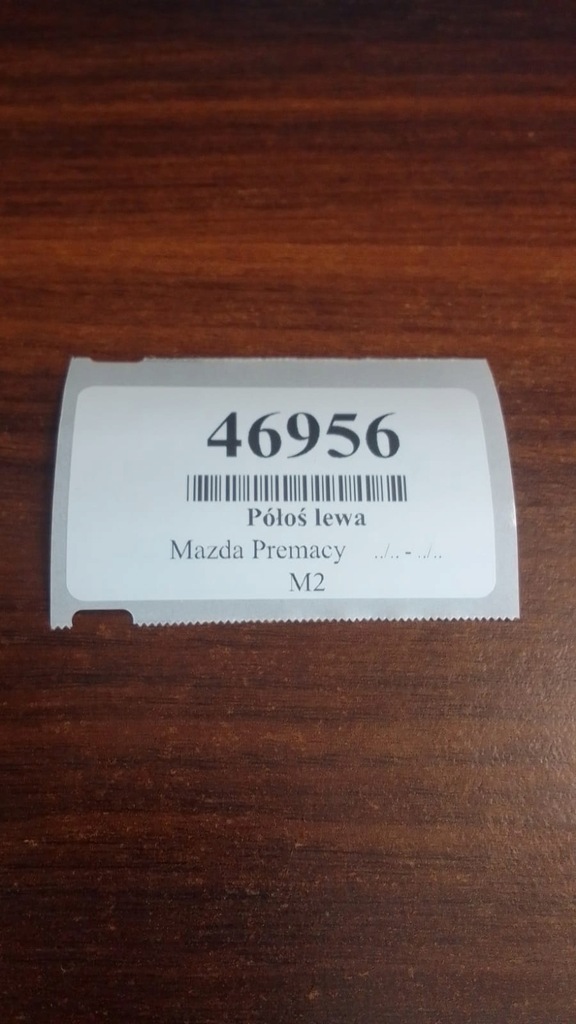 46956
Półoś lewa
Mazda Premacy ../.. - ../..
M2